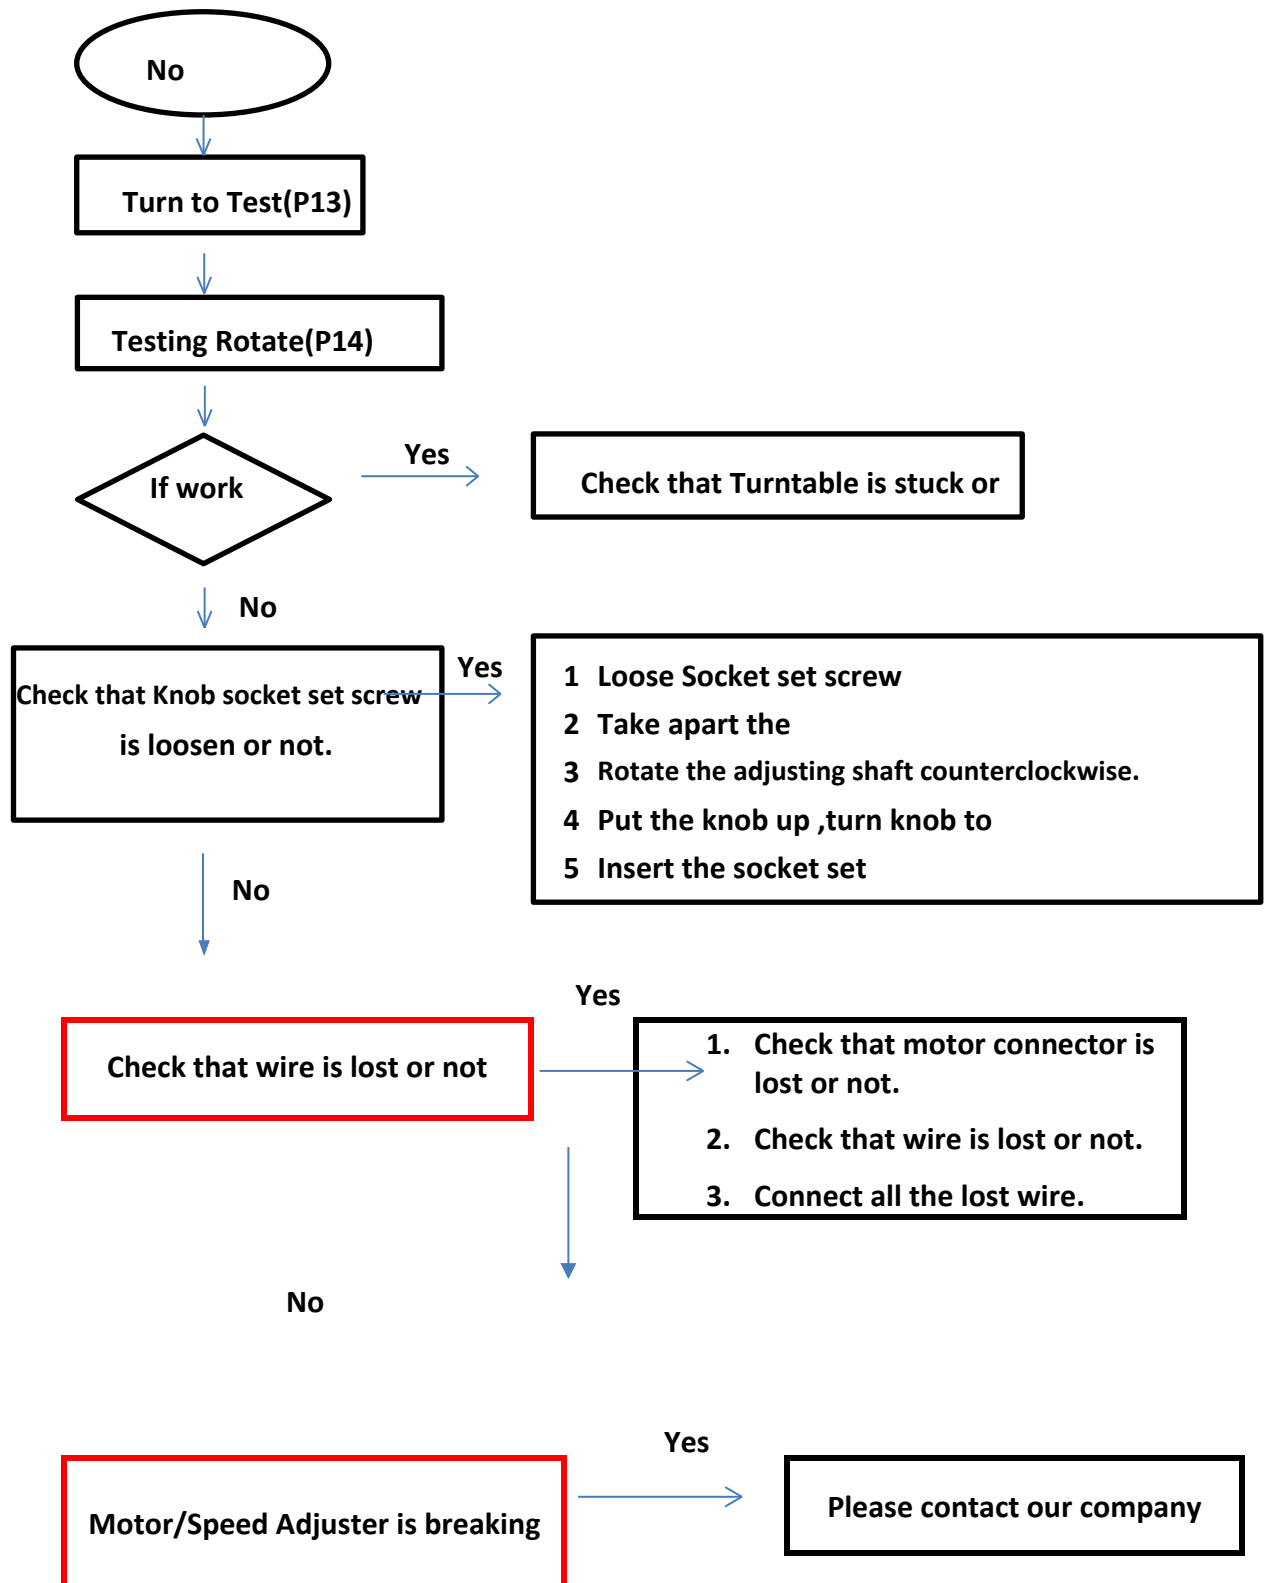 No
Turn to Test(P13)
Testing Rotate(P14)
If work
Yes
Check that Turntable is stuck or
No
Check that Knob socket set screw
is loosen or not.
Yes
1 Loose Socket set screw
2 Take apart the
3 Rotate the adjusting shaft counterclockwise.
4 Put the knob up ,turn knob to
5 Insert the socket set
No
Check that wire is lost or not
Yes
1. Check that motor connector is
lost or not.
2. Check that wire is lost or not.
3. Connect all the lost wire.
No
Motor/Speed Adjuster is breaking
Yes
Please contact our company